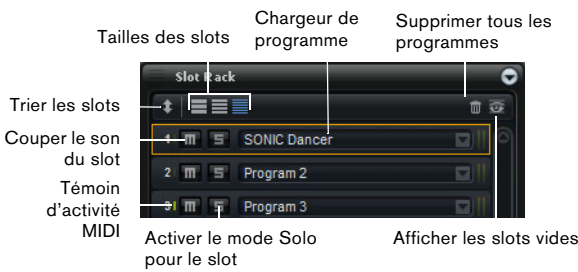 Chargeur de
programme
Supprimer tous les
programmes
Tailles des slots
Slot Rack
Trier les slots
Couper le son
du slot
1 m S SONIC Dancer
2 m S Program 2
Témoin
d'activité
MIDI
3 m S Program 3
Activer le mode Solo
pour le slot
Afficher les slots vides